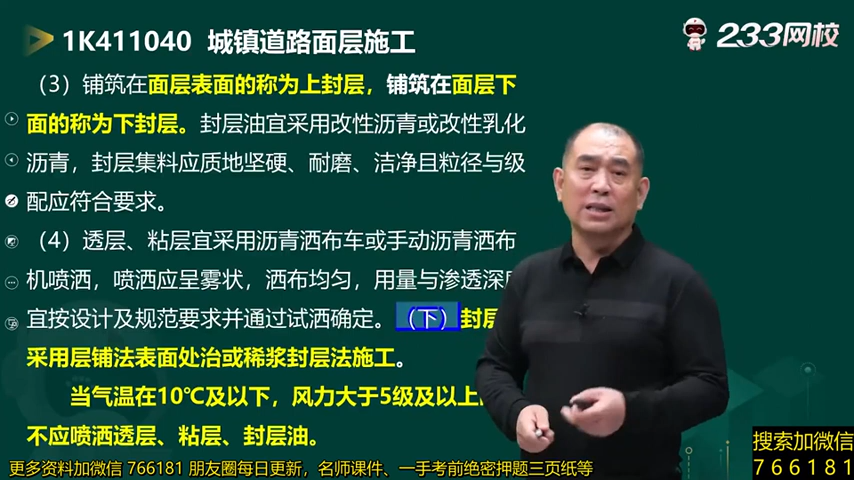 1K411040 城镇道路面层施工
233网校
（3）铺筑在面层表面的称为上封层，铺筑在面层下
面的称为下封层。封层油宜采用改性沥青或改性乳化
沥青，封层集料应质地坚硬、耐磨、洁净且粒径与级
配应符合要求。
（4）透层、粘层宜采用沥青洒布车或手动沥青洒布
机喷洒，喷洒应呈雾状，洒布均匀，用量与渗透深
宜按设计及规范要求并通过试洒确定。（下）封层
采用层铺法表面处治或稀浆封层法施工。
当气温在10℃及以下，风力大于5级及以上
不应喷洒透层、粘层、封层油。
更多资料加微信 766181 朋友圈每日更新，名师课件、一手考前绝密押题三页纸等
搜索加微信
766181